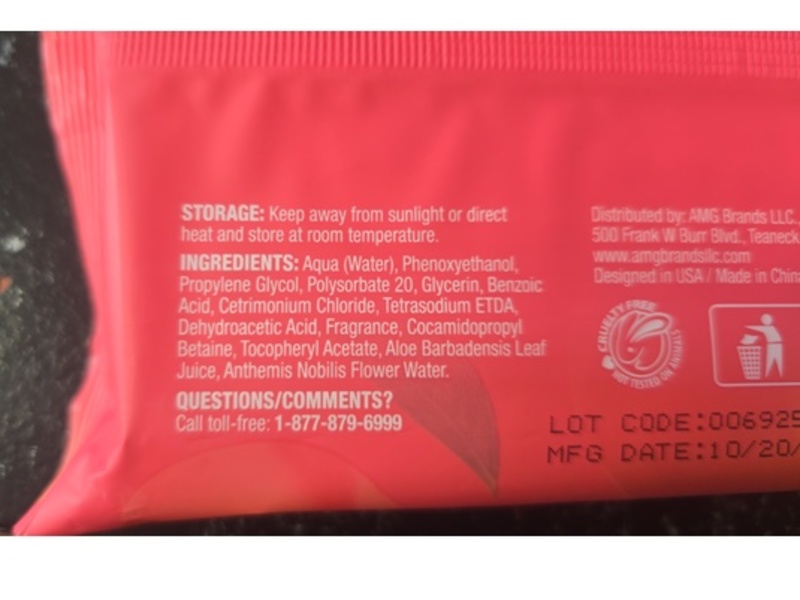 STORAGE: Keep away from sunlight or direct
heat and store at room temperature.
INGREDIENTS: Aqua (Water), Phenoxyethanol,
Propylene Glycol, Polysorbate 20, Glycerin, Benzoic
Acid, Cetrimonium Chloride, Tetrasodium ETDA,
Dehydroacetic Acid, Fragrance, Cocamidopropyl
Betaine, Tocopheryl Acetate, Aloe Barbadensis Leaf
Juice, Anthemis Nobilis Flower Water.
QUESTIONS/COMMENTS?
Call toll-free: 1-877-879-6999
Distributed by: AMG Brands LLC.
500 Frank W Burr Blvd., Teaneck,
www.amgbrandsllc.com
Designed in USA / Made in China
CRUELTY FREE
NOT TESTED ON ANIMALS
LOT CODE:006925
MFG DATE:10/20/